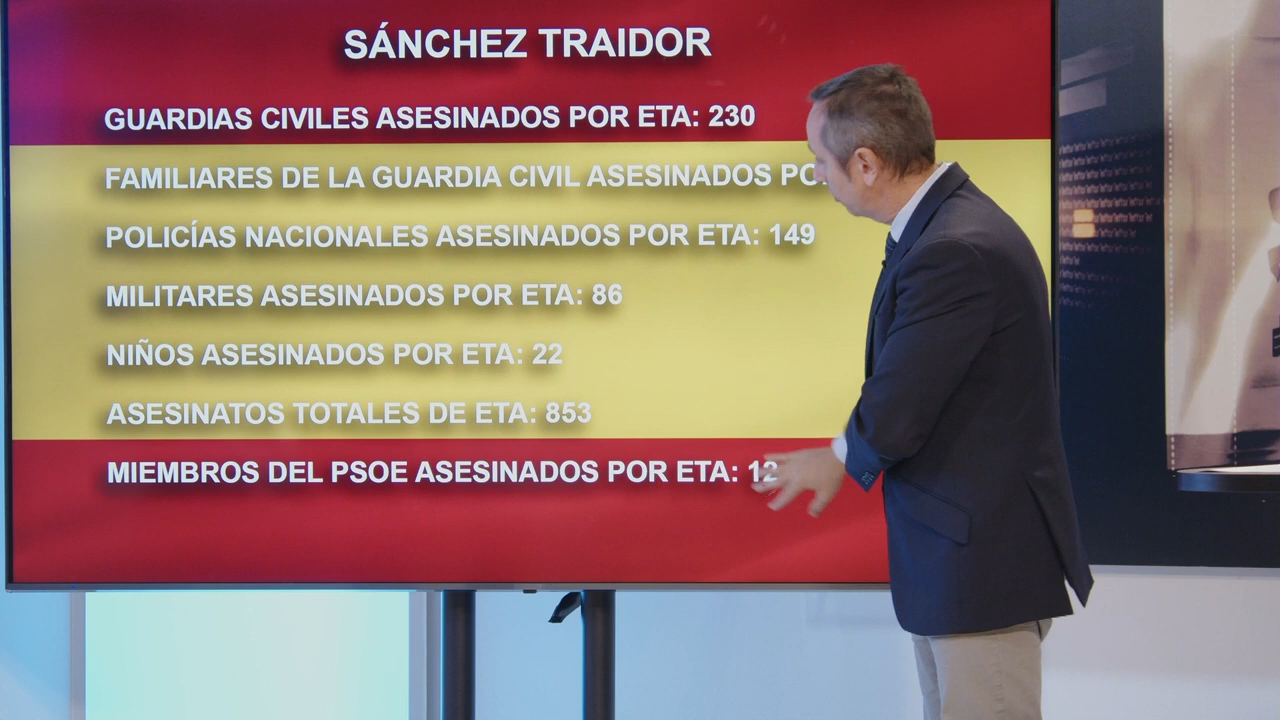 SÁNCHEZ TRAIDOR
GUARDIAS CIVILES ASESINADOS POR ETA: 230
FAMILIARES DE LA GUARDIA CIVIL ASESINADOS
POLICÍAS NACIONALES ASESINADOS POR ETA: 149
MILITARES ASESINADOS POR ETA: 86
NIÑOS ASESINADOS POR ETA: 22
ASESINATOS TOTALES DE ETA: 853
MIEMBROS DEL PSOE ASESINADOS POR ETA: 12